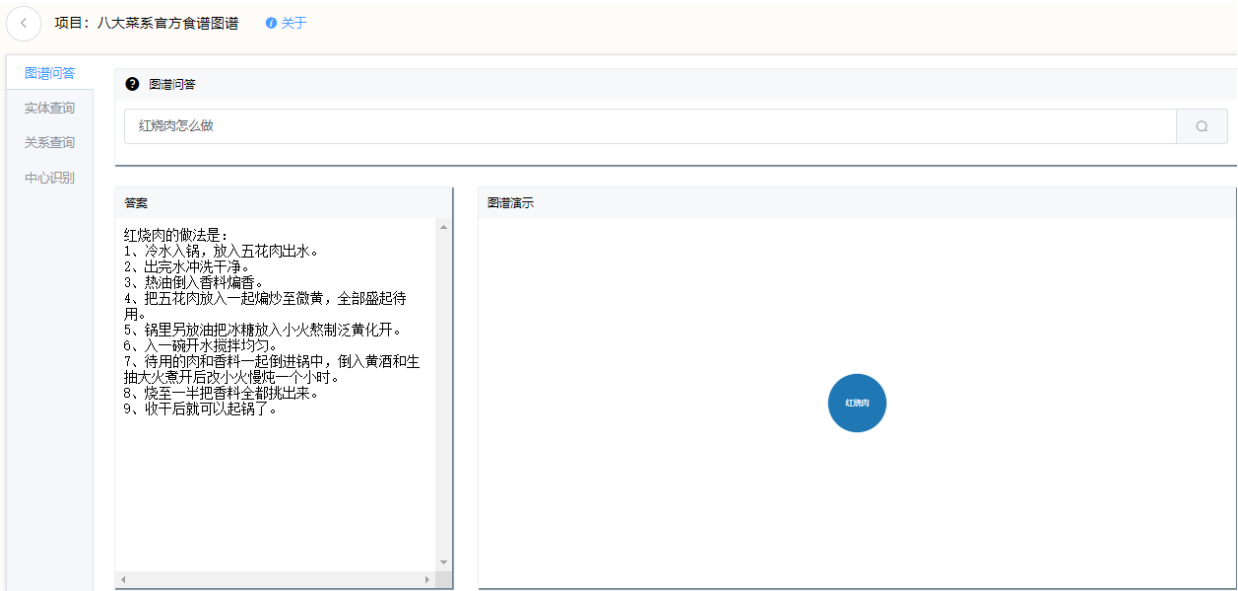 项目：八大菜系官方食谱图谱 关于
图谱问答
实体查询
关系查询
中心识别
图谱问答
红烧肉怎么做
答案
红烧肉的做法是：
1、冷水入锅，放入五花肉出水。
2、出完水冲洗干净。
3、热油倒入香料煸香。
4、把五花肉放入一起煸炒至微黄，全部盛起待
用。
5、锅里另放油把冰糖放入小火熬制泛黄化开。
6、入一碗开水搅拌均匀。
7、待用的肉和香料一起倒进锅中，倒入黄酒和生
抽大火煮开后改小火慢炖一个小时。
8、烧至一半把香料全都挑出来。
9、收干后就可以起锅了。
图谱演示
红烧肉